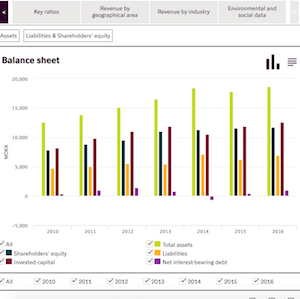 Key ratios
Revenue by geographical area
Revenue by industry
Environmental and social data
Assets
Liabilities & Shareholders' equity
Balance sheet
20,000
15,000
10,000
5,000
0
-5,000
MDKK
2010 2011 2012 2013 2014 2015 2016
All
Total assets
Shareholders' equity
Liabilities
Invested capital
Net interest-bearing debt
All 2010 2011 2012 2013 2014 2015 2016